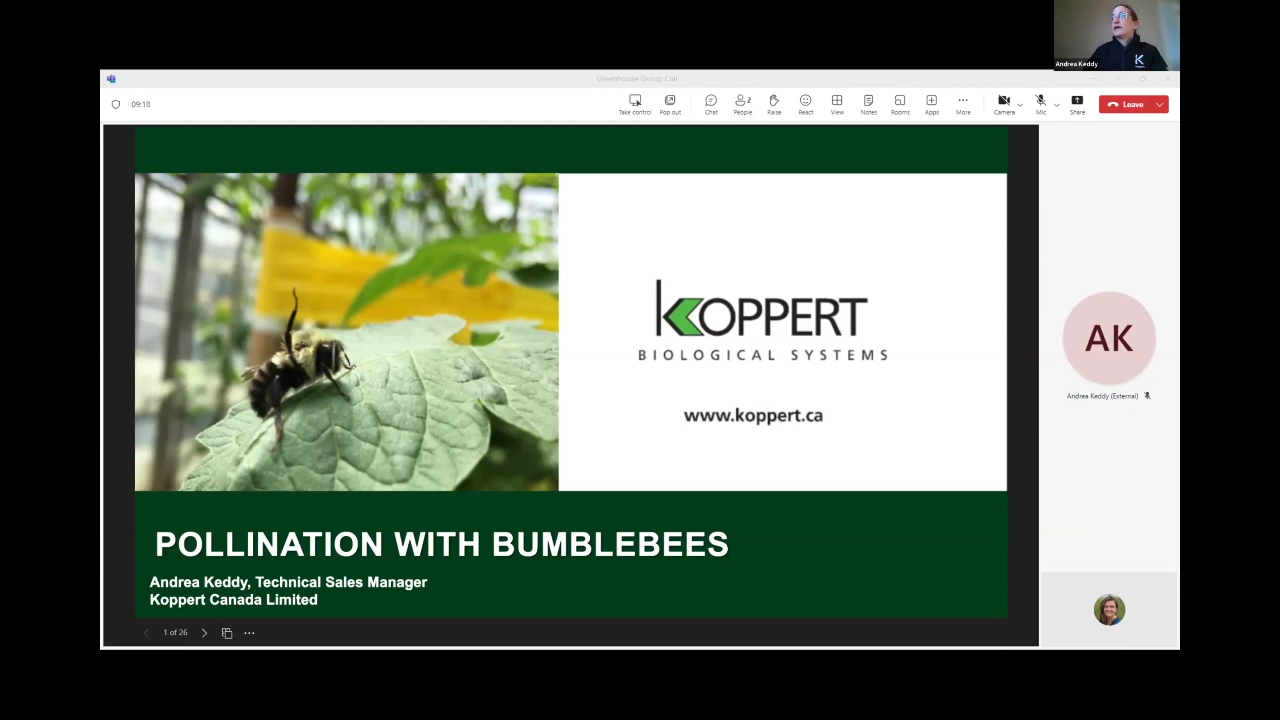 Andrea Keddy
K
Greenhouse Group Call
09:18
Take control
Pop out
Chat
2
People
Raise
React
View
Notes
Rooms
Apps
More
Camera
Mic
Share
Leave
KOPPERT
BIOLOGICAL SYSTEMS
www.koppert.ca
AK
Andrea Keddy (External)
POLLINATION WITH BUMBLEBEES
Andrea Keddy, Technical Sales Manager
Koppert Canada Limited
1 of 26